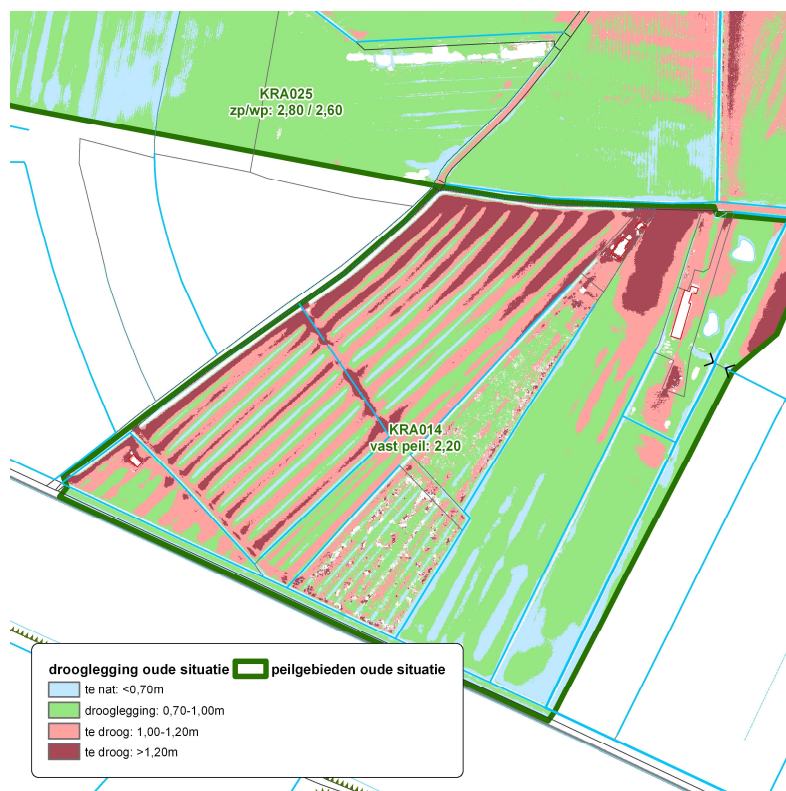 KRA025
zp/wp: 2,80 / 2,60
KRA014
vast peil: 2,20
drooglegging oude situatie peilgebieden oude situatie
te nat: <0,70m
drooglegging: 0,70-1,00m
te droog: 1,00-1,20m
te droog: >1,20m